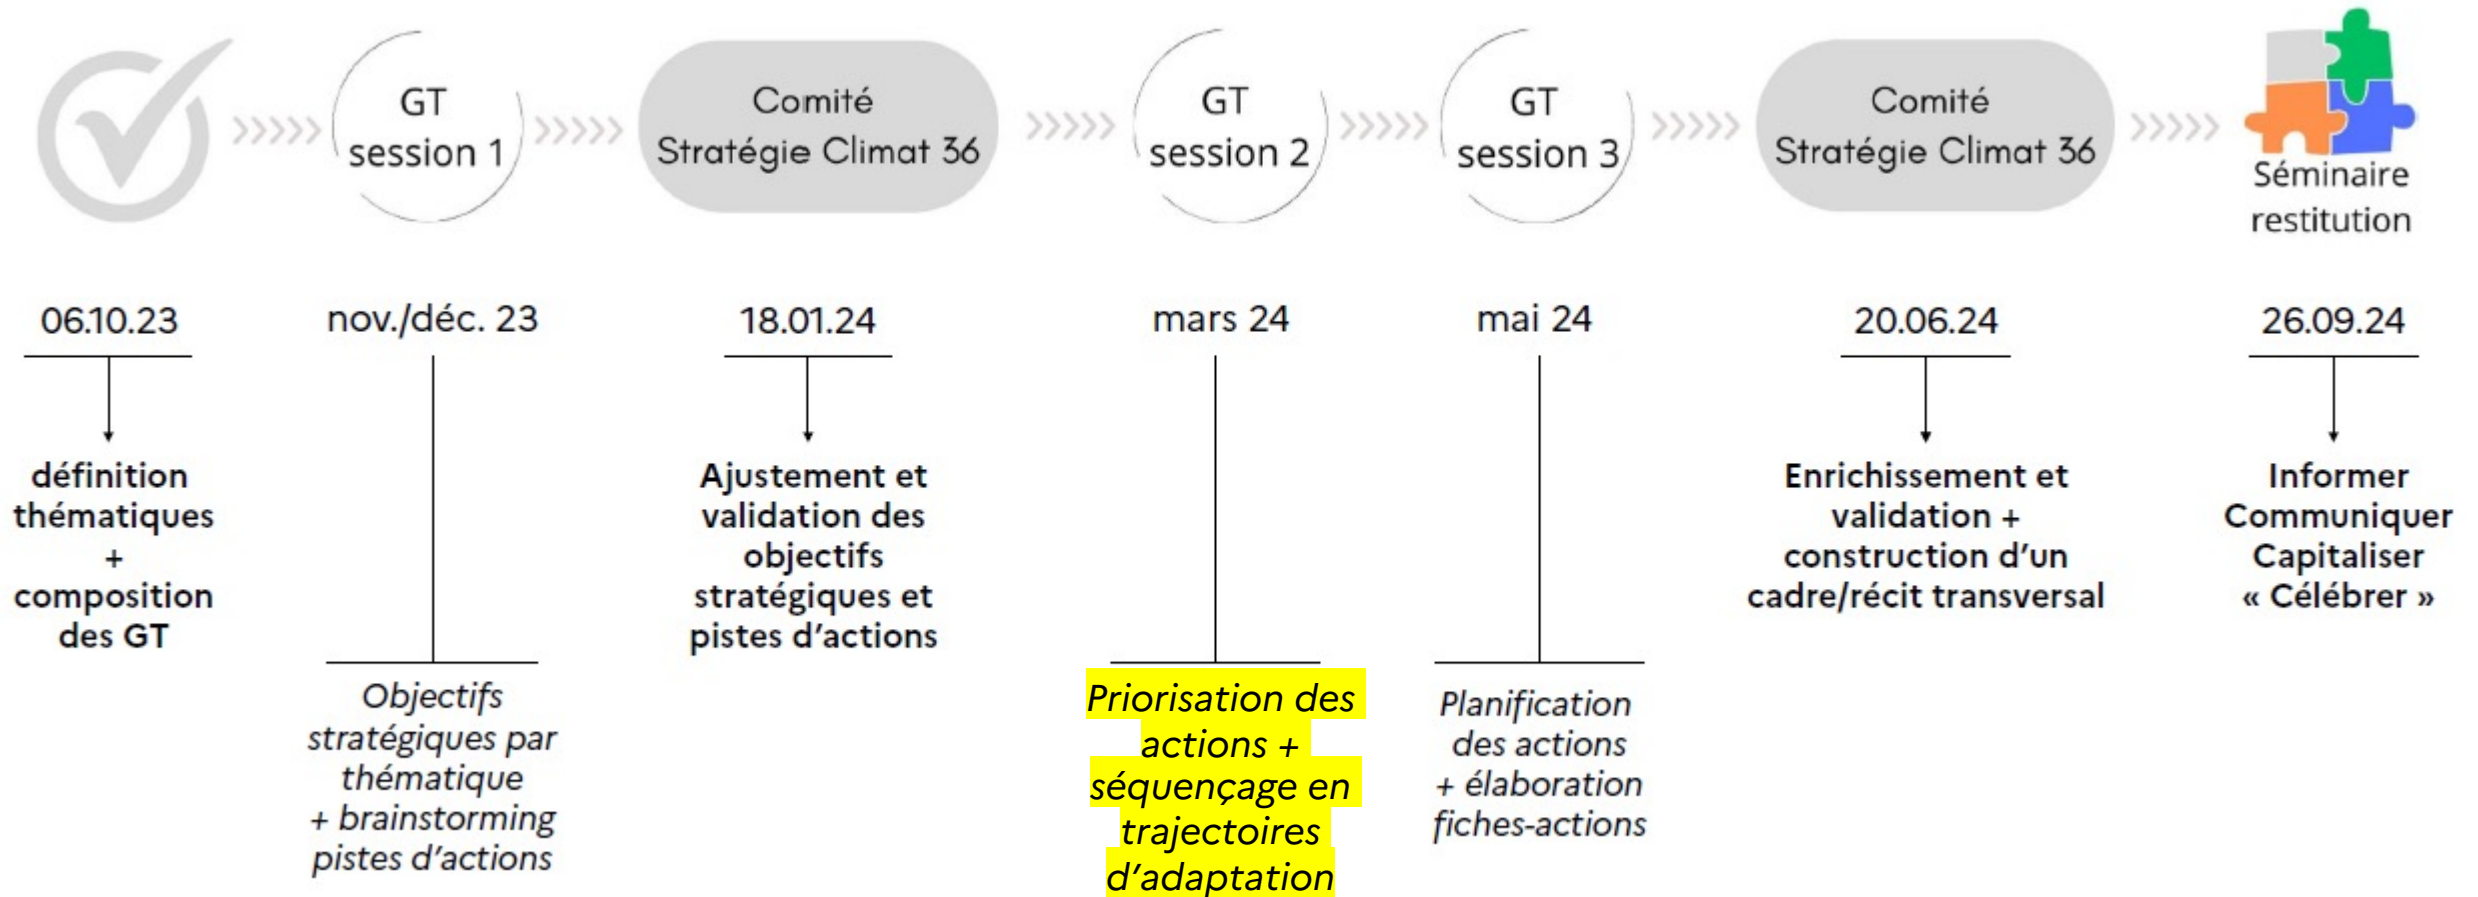 GT
session 1
Comité
Stratégie Climat 36
GT
session 2
GT
session 3
Comité
Stratégie Climat 36
Séminaire
restitution
06.10.23
nov./déc. 23
18.01.24
mars 24
mai 24
20.06.24
26.09.24
définition
thématiques
+
composition
des GT
Objectifs
stratégiques par
thématique
+ brainstorming
pistes d'actions
Ajustement et
validation des
objectifs
stratégiques et
pistes d'actions
Priorisation des
actions +
séquençage en
trajectoires
d'adaptation
Planification
des actions
+ élaboration
fiches-actions
Enrichissement et
validation +
construction d'un
cadre/récit transversal
Informer
Communiquer
Capitaliser
« Célébrer »